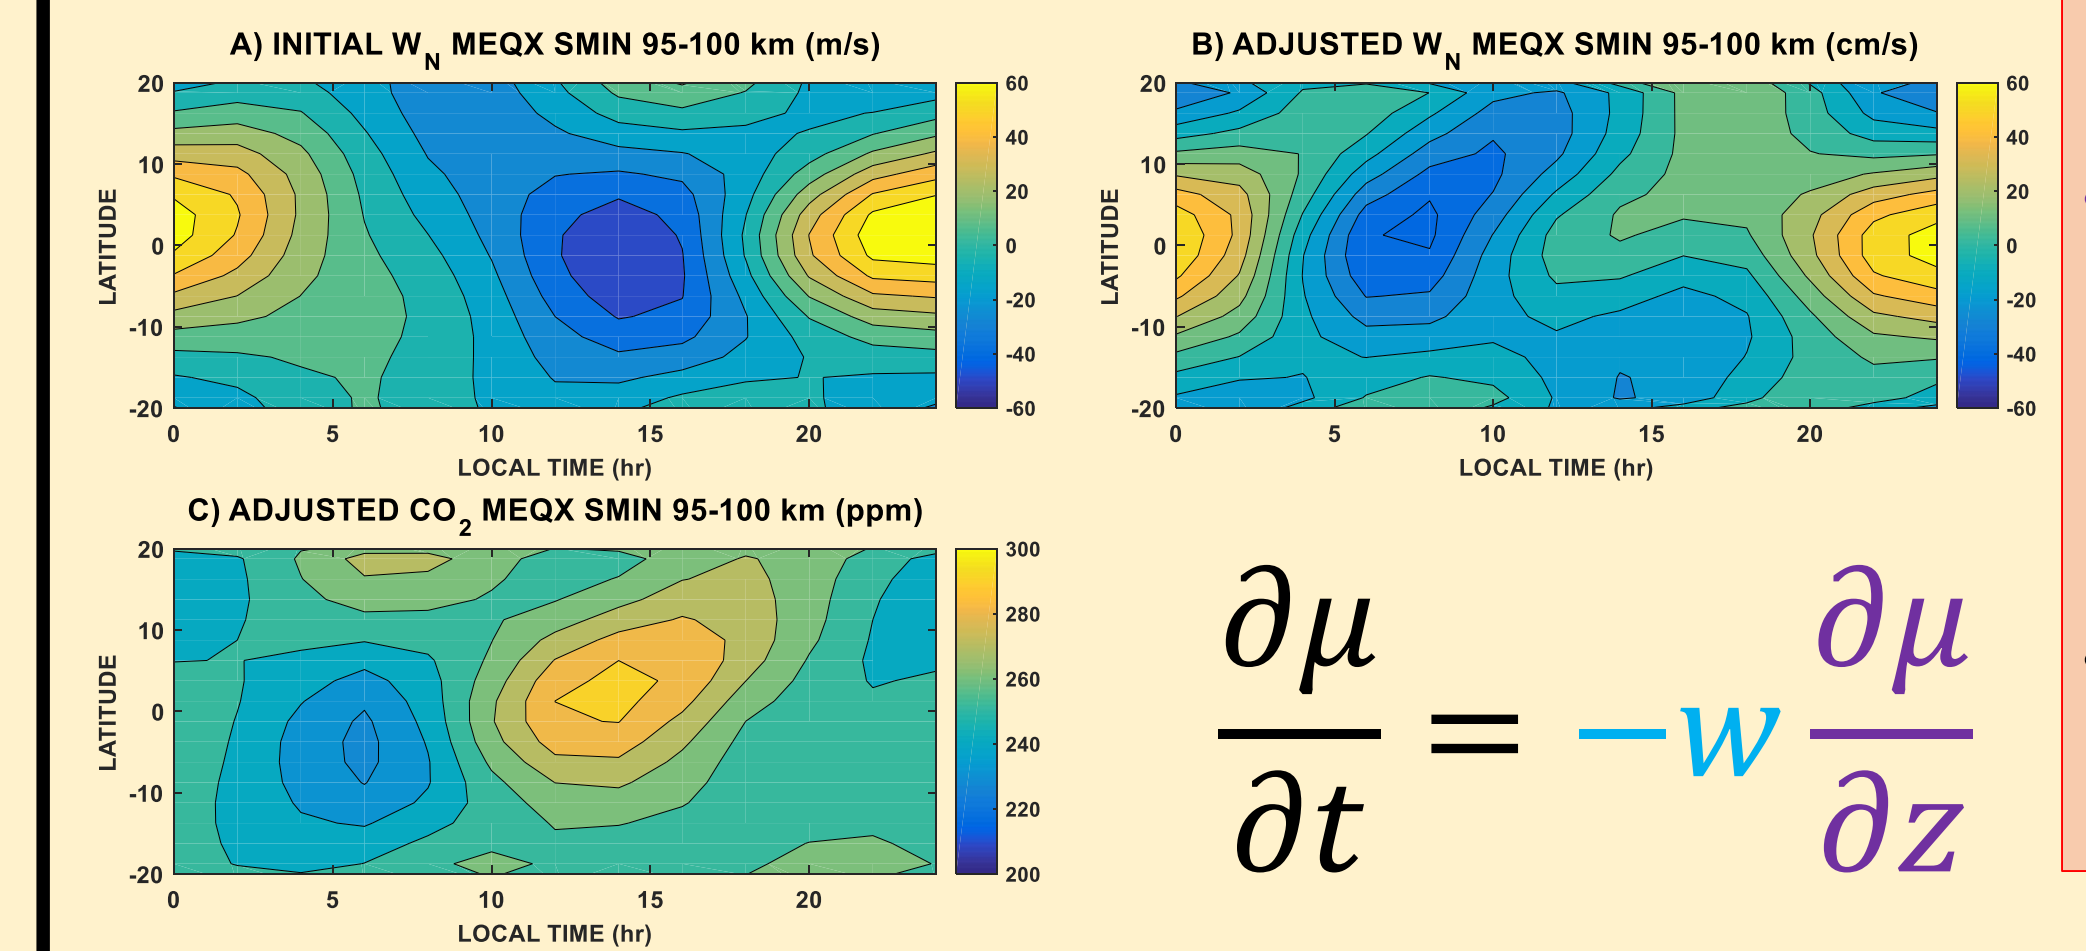 A) INITIAL W_N MEQX SMIN 95-100 km (m/s)
20
10
0
-10
-20
LATITUDE
0 5 10 15 20
LOCAL TIME (hr)
60
40
20
0
-20
-40
-60
B) ADJUSTED W_N MEQX SMIN 95-100 km (cm/s)
20
10
0
-10
-20
LATITUDE
0 5 10 15 20
LOCAL TIME (hr)
60
40
20
0
-20
-40
-60
C) ADJUSTED CO_2 MEQX SMIN 95-100 km (ppm)
20
10
0
-10
-20
LATITUDE
0 5 10 15 20
LOCAL TIME (hr)
300
280
260
240
220
200
∂μ/∂t = −w ∂μ/∂z